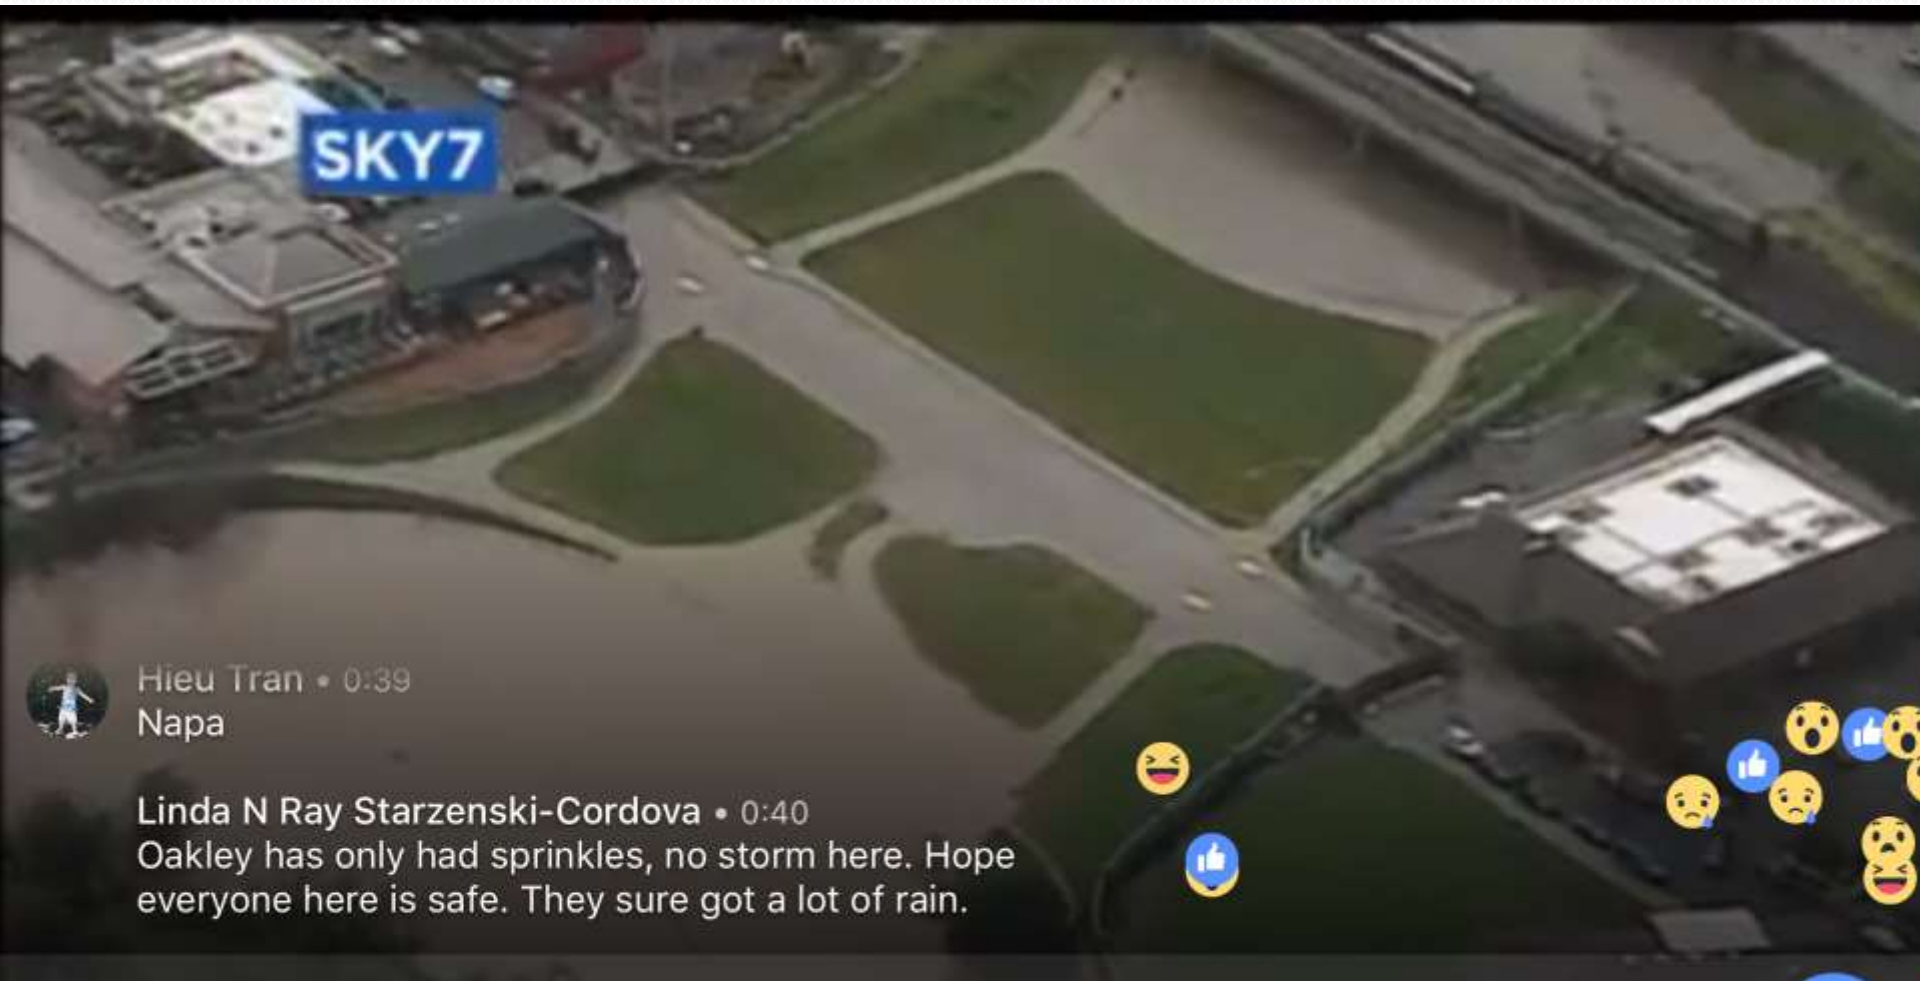 SKY7
Hieu Tran • 0:39
Napa
Linda N Ray Starzenski-Cordova • 0:40
Oakley has only had sprinkles, no storm here. Hope
everyone here is safe. They sure got a lot of rain.